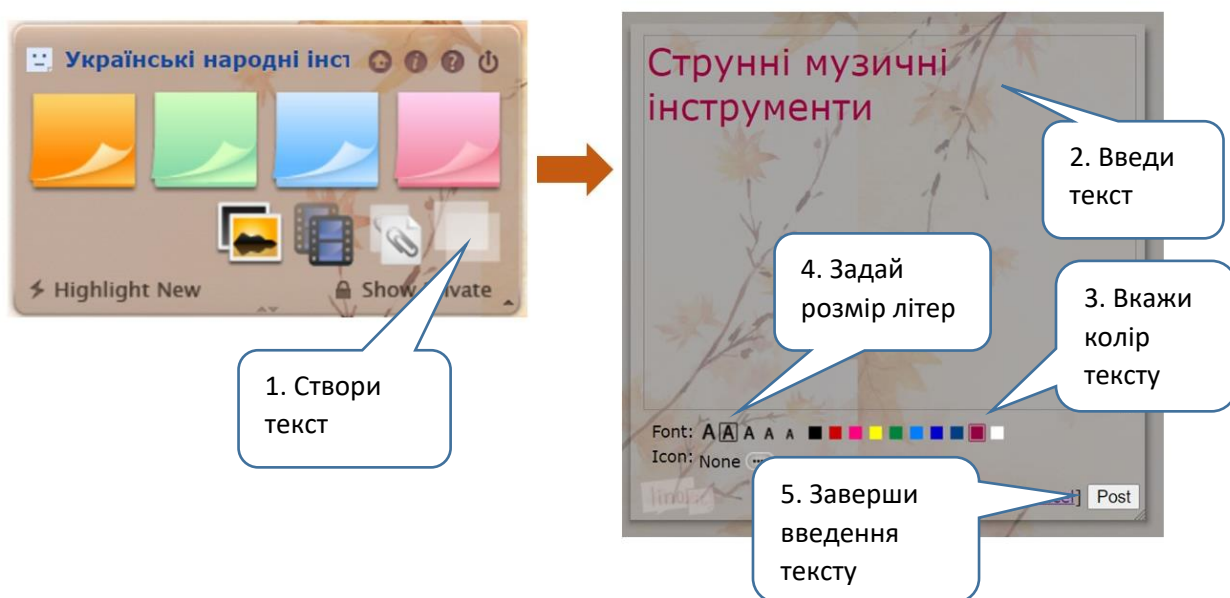 Українські народні інст
Highlight New
Show Private
1. Створи
текст
Струнні музичні
інструменти
2. Введи
текст
4. Задай
розмір літер
3. Вкажи
колір
тексту
Font: A A A A A
Icon: None
5. Заверши
введення
тексту
Post